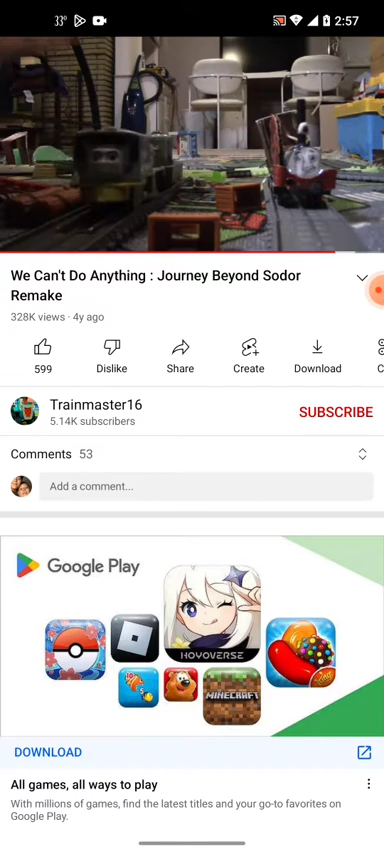 33° 2:57
We Can't Do Anything : Journey Beyond Sodor
Remake
328K views · 4y ago
599 Dislike Share Create Download C
Trainmaster16
5.14K subscribers
SUBSCRIBE
Comments 53
Add a comment...
Google Play
HOYOVERSE
MINECRAFT
King
DOWNLOAD
All games, all ways to play
With millions of games, find the latest titles and your go-to favorites on
Google Play.